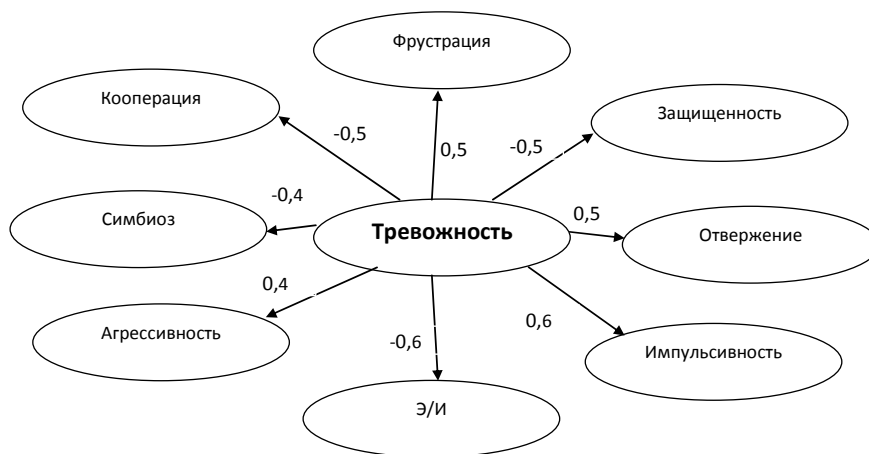 Фрустрация
Кооперация
Защищенность
-0,5
0,5
-0,5
Симбиоз
-0,4
Тревожность
0,5
Отвержение
Агрессивность
0,4
-0,6
0,6
Импульсивность
Э/И